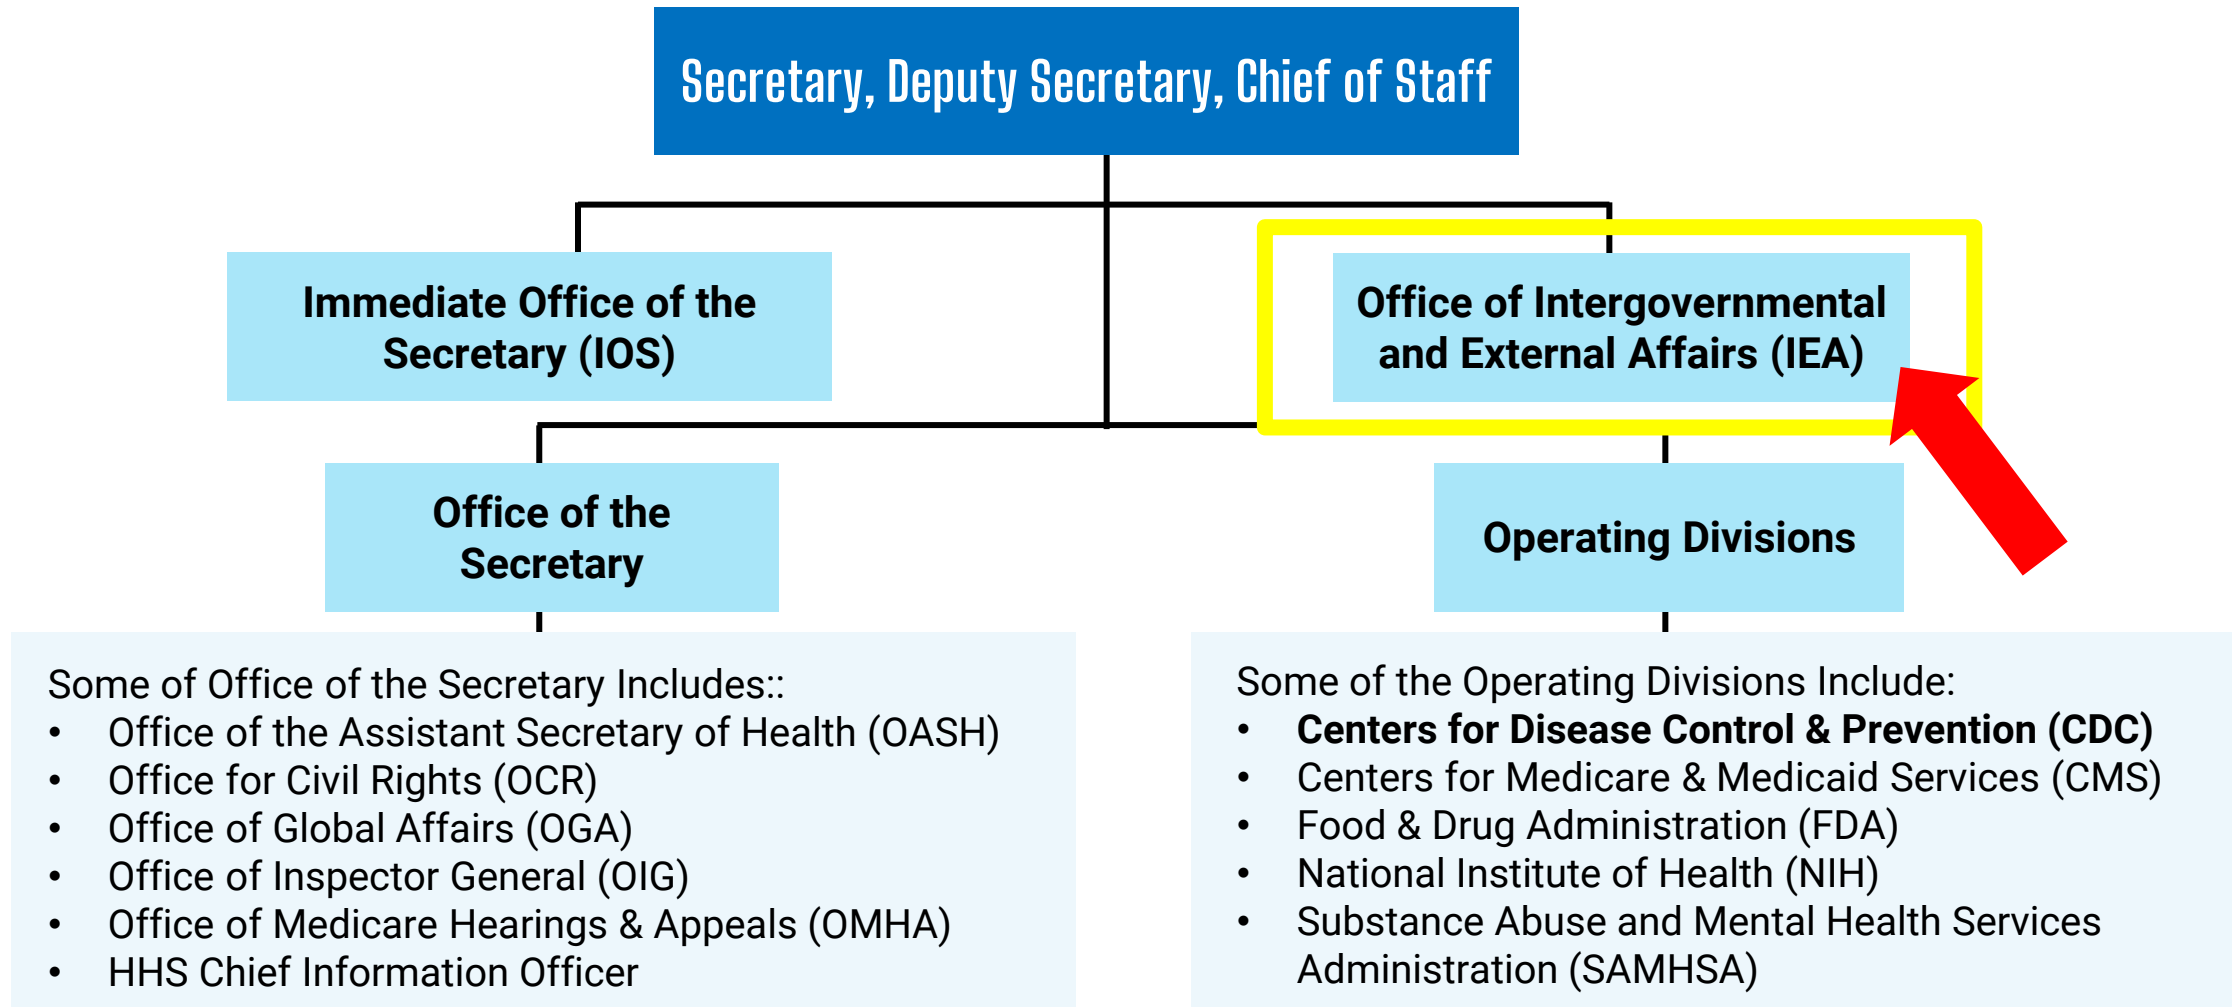 Secretary, Deputy Secretary, Chief of Staff
Immediate Office of the
Secretary (IOS)
Office of Intergovernmental
and External Affairs (IEA)
Office of the
Secretary
Operating Divisions
Some of Office of the Secretary Includes::
• Office of the Assistant Secretary of Health (OASH)
• Office for Civil Rights (OCR)
• Office of Global Affairs (OGA)
• Office of Inspector General (OIG)
• Office of Medicare Hearings & Appeals (OMHA)
• HHS Chief Information Officer
Some of the Operating Divisions Include:
• Centers for Disease Control & Prevention (CDC)
• Centers for Medicare & Medicaid Services (CMS)
• Food & Drug Administration (FDA)
• National Institute of Health (NIH)
• Substance Abuse and Mental Health Services
Administration (SAMHSA)